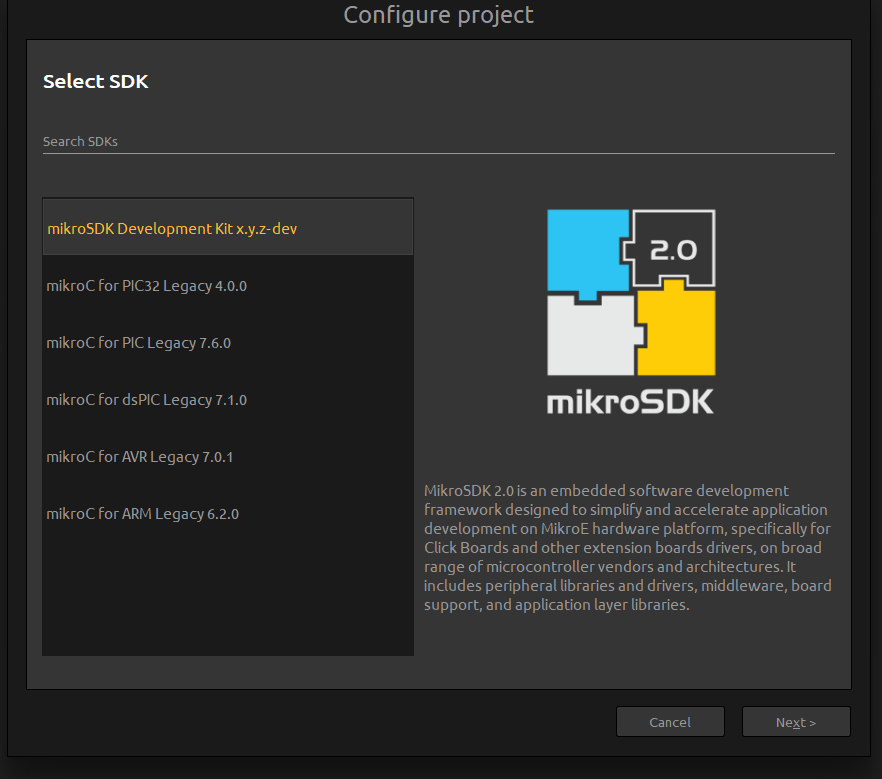 Configure project
Select SDK
Search SDKs
mikroSDK Development Kit x.y.z-dev
mikroC for PIC32 Legacy 4.0.0
mikroC for PIC Legacy 7.6.0
mikroC for dsPIC Legacy 7.1.0
mikroC for AVR Legacy 7.0.1
mikroC for ARM Legacy 6.2.0
2.0
mikroSDK
MikroSDK 2.0 is an embedded software development
framework designed to simplify and accelerate application
development on MikroE hardware platform, specifically for
Click Boards and other extension boards drivers, on broad
range of microcontroller vendors and architectures. It
includes peripheral libraries and drivers, middleware, board
support, and application layer libraries.
Cancel
Next >